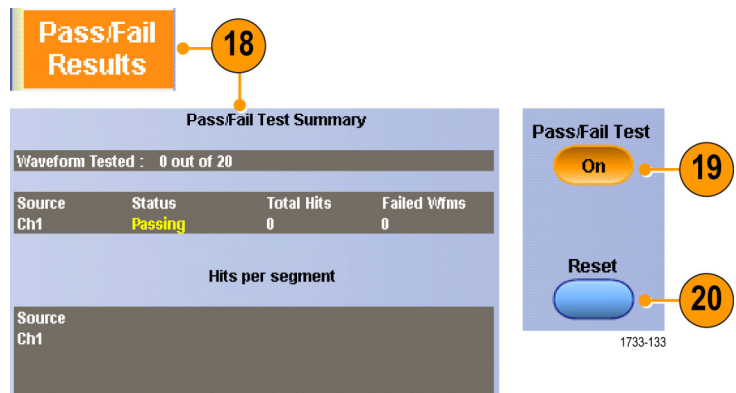 Pass/Fail
Results
18
Pass/Fail Test Summary
Waveform Tested : 0 out of 20
Source Status Total Hits Failed Wfms
Ch1 Passing 0 0
Hits per segment
Source
Ch1
Pass/Fail Test
On
19
Reset
20
1733-133